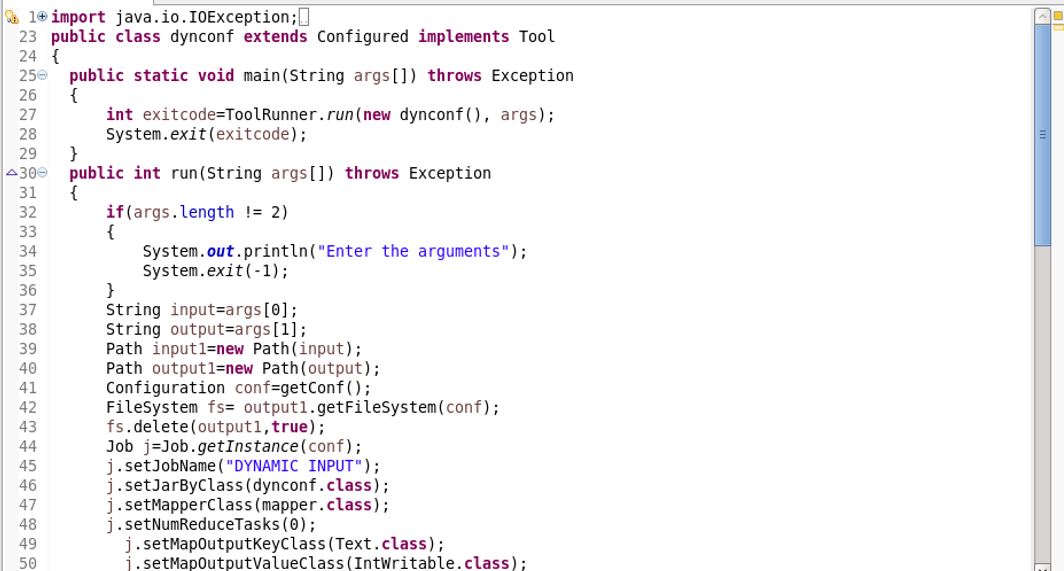 1 import java.io.IOException;
23 public class dynconf extends Configured implements Tool
24 {
25   public static void main(String args[]) throws Exception
26   {
27       int exitcode=ToolRunner.run(new dynconf(), args);
28       System.exit(exitcode);
29   }
30   public int run(String args[]) throws Exception
31   {
32       if(args.length != 2)
33       {
34           System.out.println("Enter the arguments");
35           System.exit(-1);
36       }
37       String input=args[0];
38       String output=args[1];
39       Path input1=new Path(input);
40       Path output1=new Path(output);
41       Configuration conf=getConf();
42       FileSystem fs= output1.getFileSystem(conf);
43       fs.delete(output1,true);
44       Job j=Job.getInstance(conf);
45       j.setJobName("DYNAMIC INPUT");
46       j.setJarByClass(dynconf.class);
47       j.setMapperClass(mapper.class);
48       j.setNumReduceTasks(0);
49         j.setMapOutputKeyClass(Text.class);
50         j.setMapOutputValueClass(IntWritable.class);